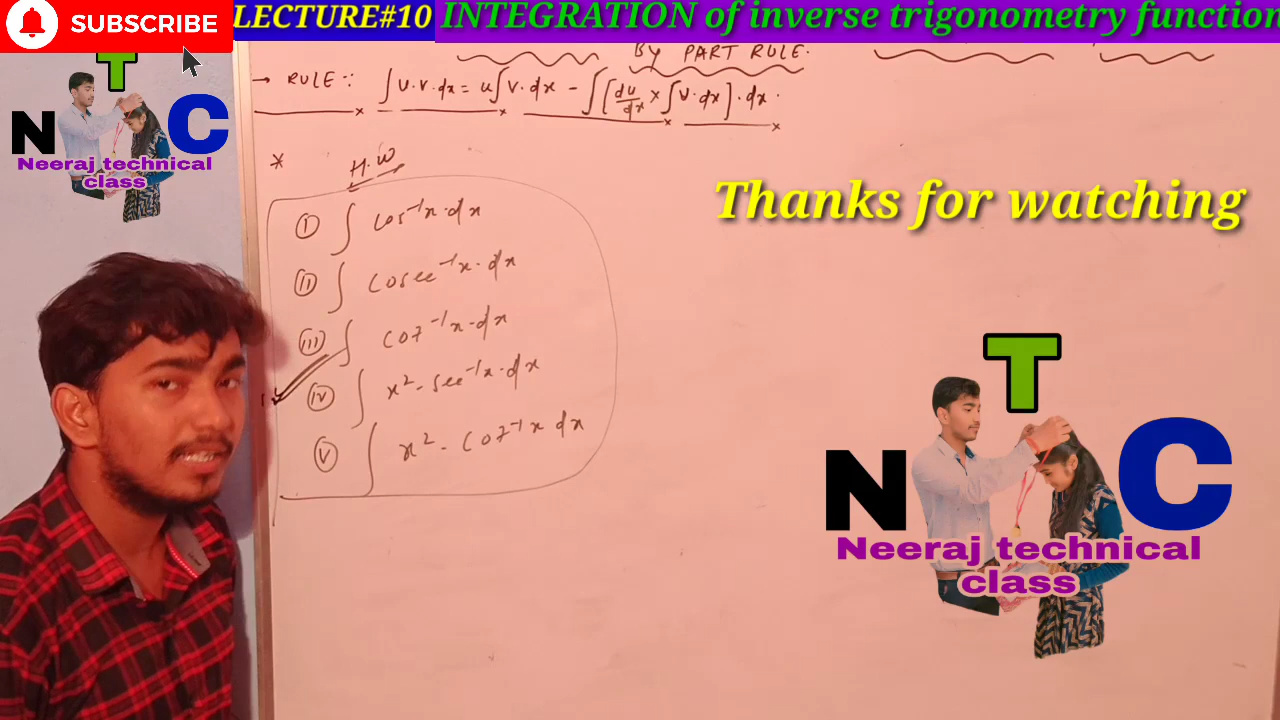 SUBSCRIBE
LECTURE#10 INTEGRATION of inverse trigonometry function
BY PART RULE.
→ RULE :: ∫u.v.dx = u∫v.dx - ∫[du/dx × ∫v.dx].dx.
T
N C
Neeraj technical
class
* H.W
(i) ∫ cos⁻¹x.dx
(ii) ∫ cosec⁻¹x.dx
(iii) ∫ cot⁻¹x.dx
(iv) ∫ x². sec⁻¹x.dx
(v) ∫ x². cot⁻¹x dx
Thanks for watching
T
N C
Neeraj technical
class